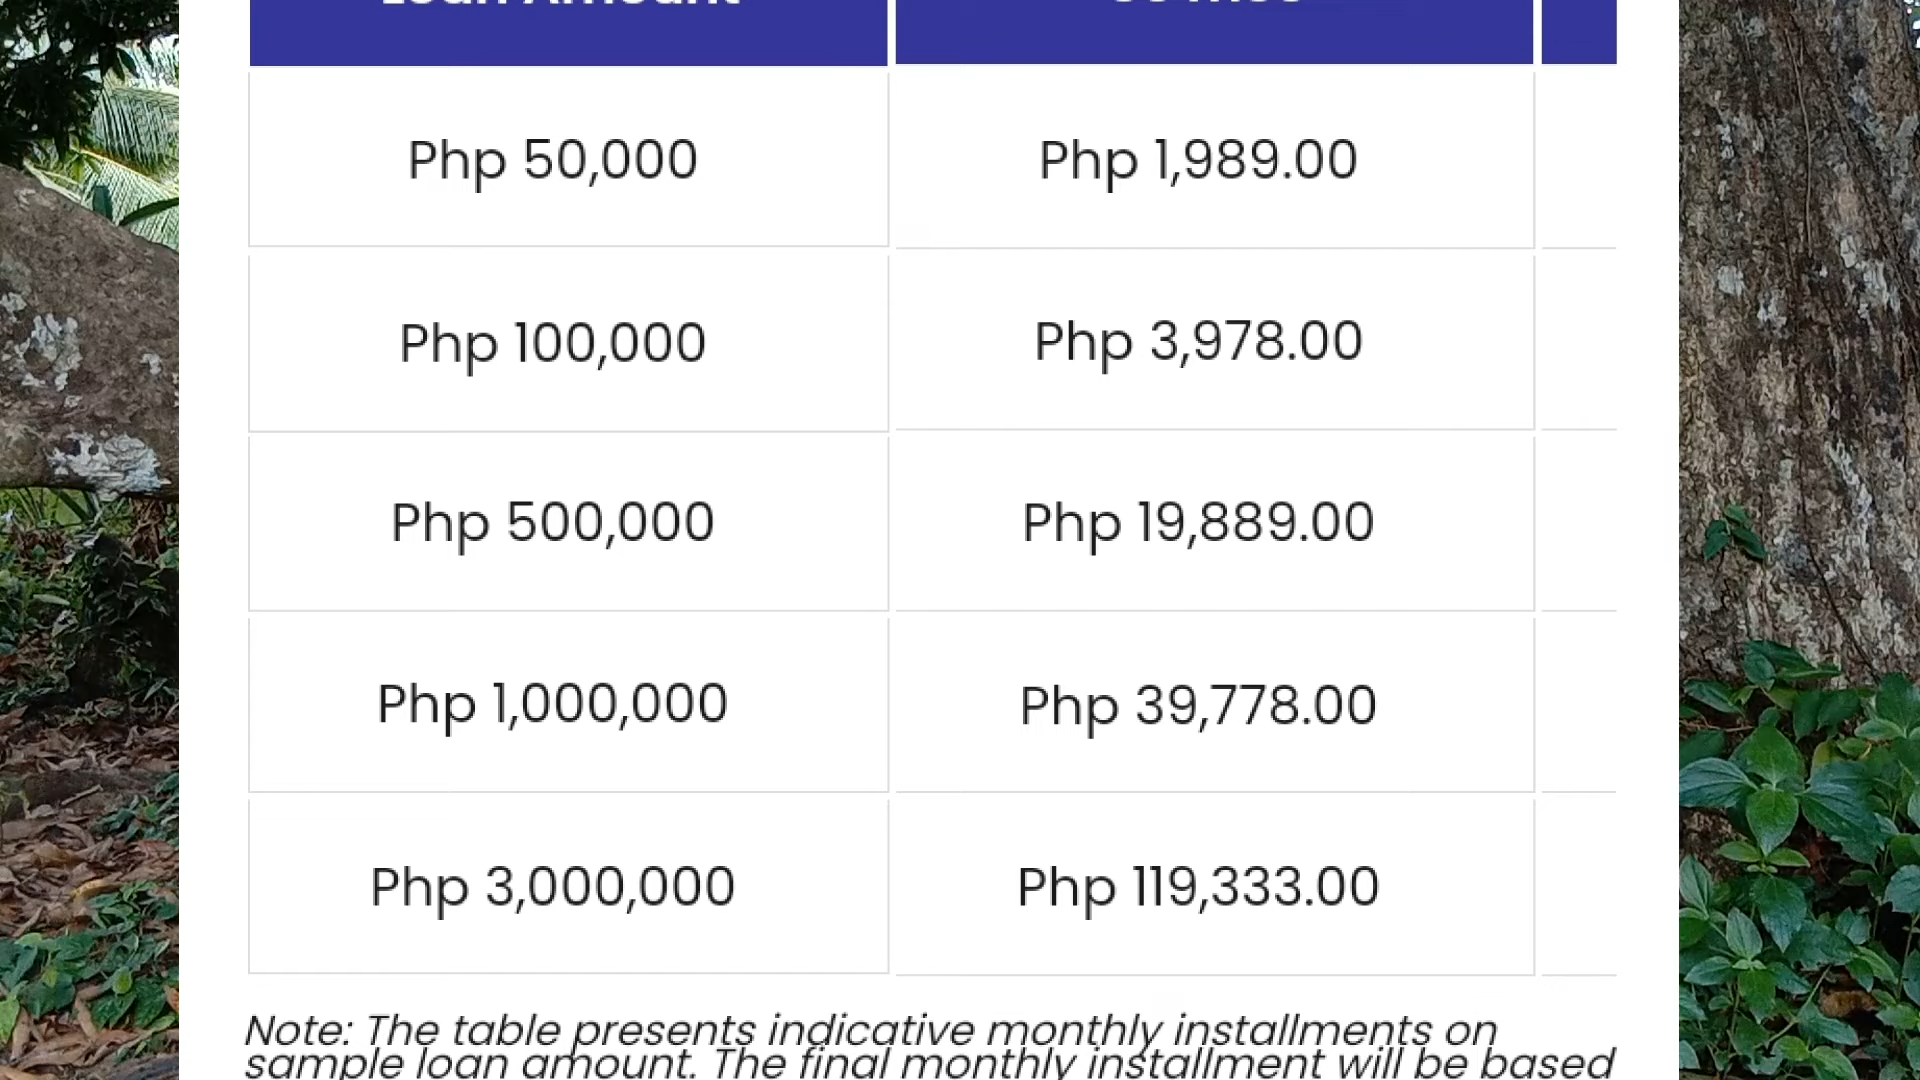 Loan Amount
Php 50,000 Php 1,989.00
Php 100,000 Php 3,978.00
Php 500,000 Php 19,889.00
Php 1,000,000 Php 39,778.00
Php 3,000,000 Php 119,333.00
Note: The table presents indicative monthly installments on
sample loan amount. The final monthly installment will be based